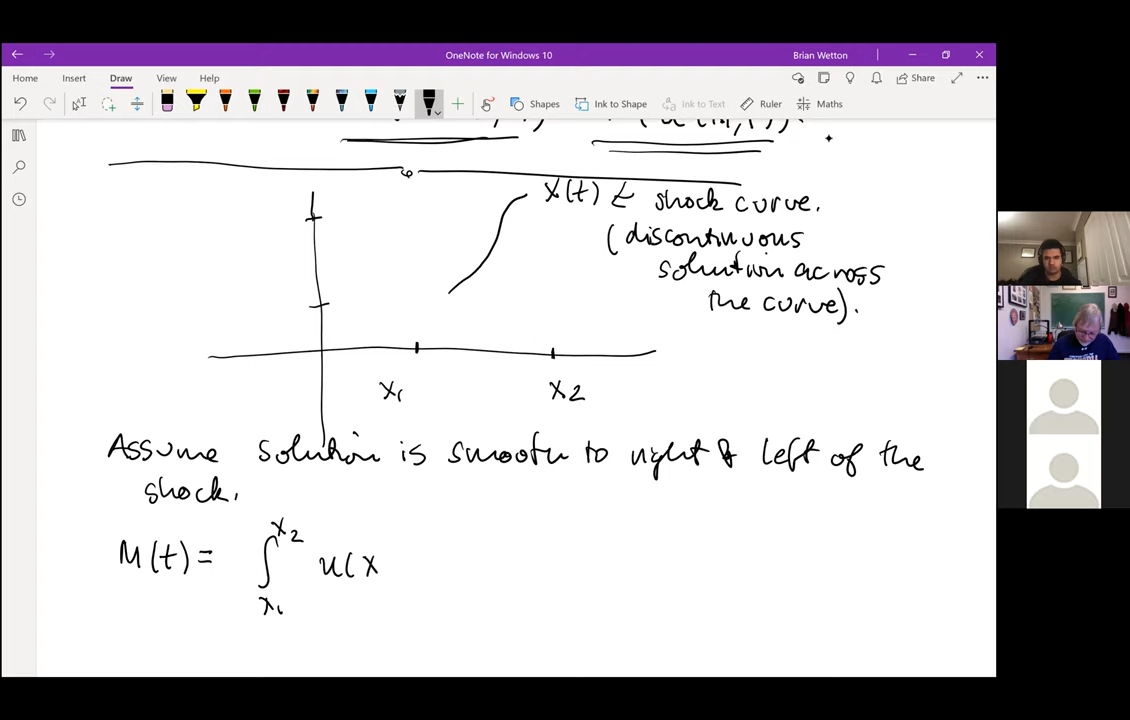 OneNote for Windows 10
Brian Wetton
Home Insert Draw View Help
Share
Shapes Ink to Shape Ink to Text Ruler Maths
x(t) ← shock curve.
(discontinuous
solution across
the curve).
x₁ x₂
Assume solution is smooth to right & left of the
shock.
M(t) = ∫ₓ₁ˣ² u(x